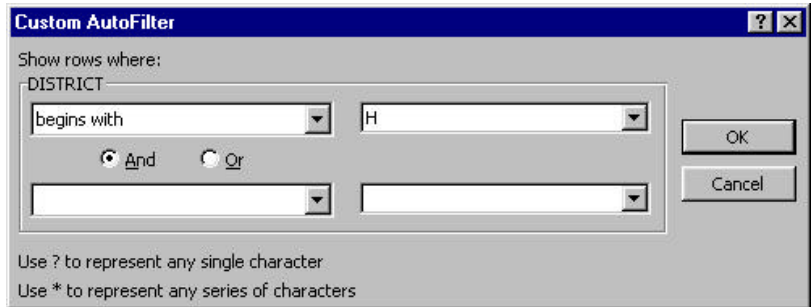 Custom AutoFilter
Show rows where:
DISTRICT
begins with H
And Or
OK
Cancel
Use ? to represent any single character
Use * to represent any series of characters